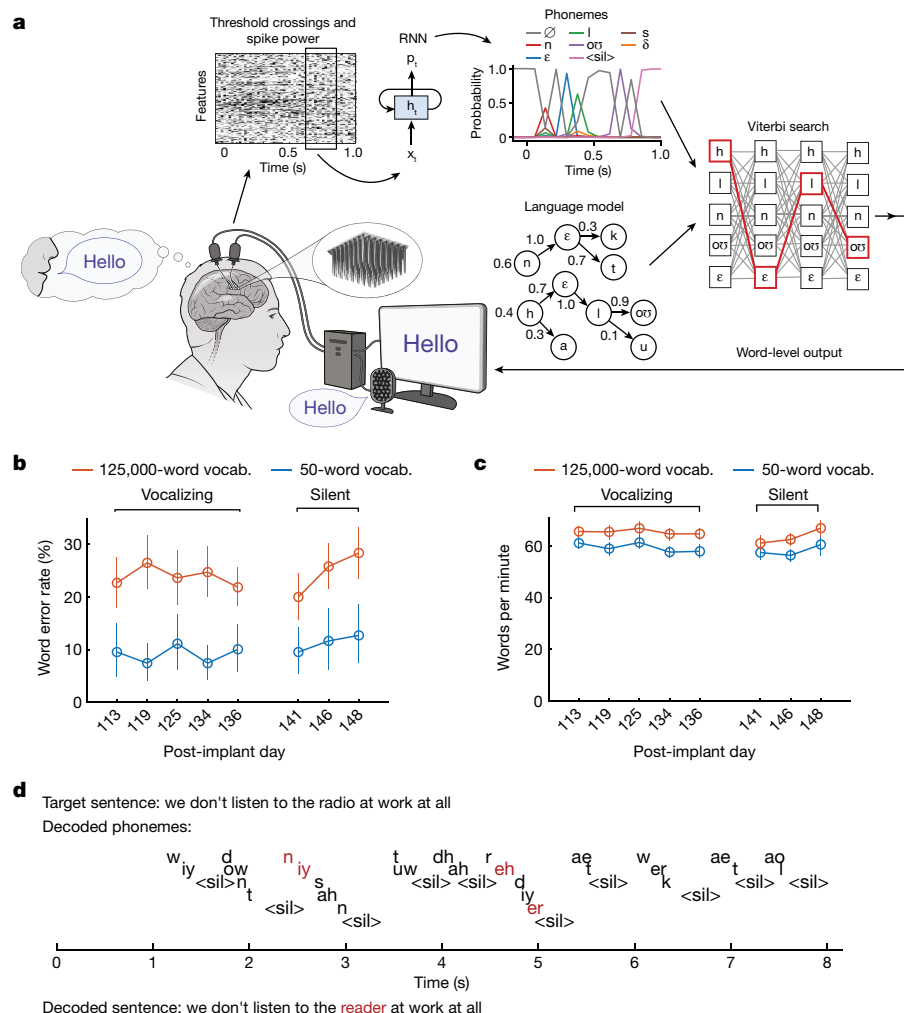 a
Threshold crossings and
spike power
Features
0 0.5 1.0
Time (s)
RNN
pt
ht
xt
Phonemes
∅ l s
n oʊ δ
ε <sil>
Probbability
1
0
0 0.5 1.0
Time (s)
Viterbi search
h h h h
l l l l
n n n n
oʊ oʊ oʊ oʊ
ε ε ε ε
Language model
0.6 n 1.0 ε 0.3 k
0.7 t
0.4 h 0.7 ε 1.0 l 0.9 oʊ
0.3 a 0.1 u
Word-level output
Hello
Hello
Hello
b
125,000-word vocab. 50-word vocab.
Vocalizing Silent
Word error rate (%)
30
20
10
0
113 119 125 134 136 141 146 148
Post-implant day
c
125,000-word vocab. 50-word vocab.
Vocalizing Silent
Words per minute
60
40
20
0
113 119 125 134 136 141 146 148
Post-implant day
d
Target sentence: we don't listen to the radio at work at all
Decoded phonemes:
w iy <sil> d ow n t <sil> n iy s ah n <sil> t uw <sil> dh ah <sil> r eh d iy er <sil> ae t <sil> w er k <sil> ae t <sil> ao l <sil>
0 1 2 3 4 5 6 7 8
Time (s)
Decoded sentence: we don't listen to the reader at work at all